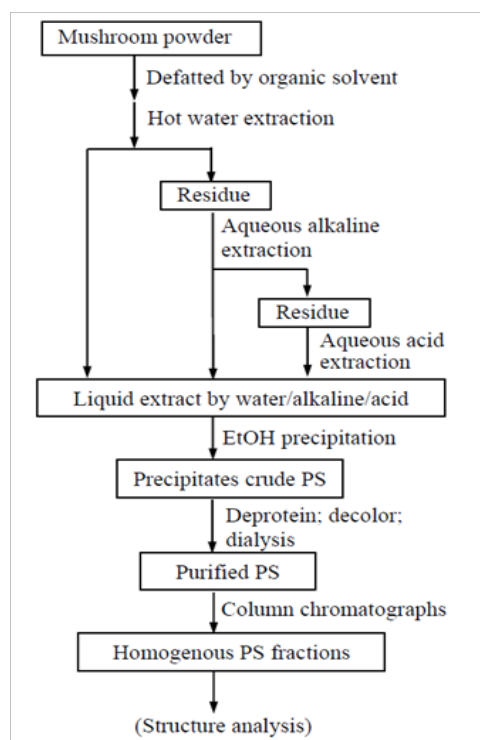 Mushroom powder
Defatted by organic solvent
Hot water extraction
Residue
Aqueous alkaline
extraction
Residue
Aqueous acid
extraction
Liquid extract by water/alkaline/acid
EtOH precipitation
Precipitates crude PS
Deprotein; decolor;
dialysis
Purified PS
Column chromatographs
Homogenous PS fractions
(Structure analysis)